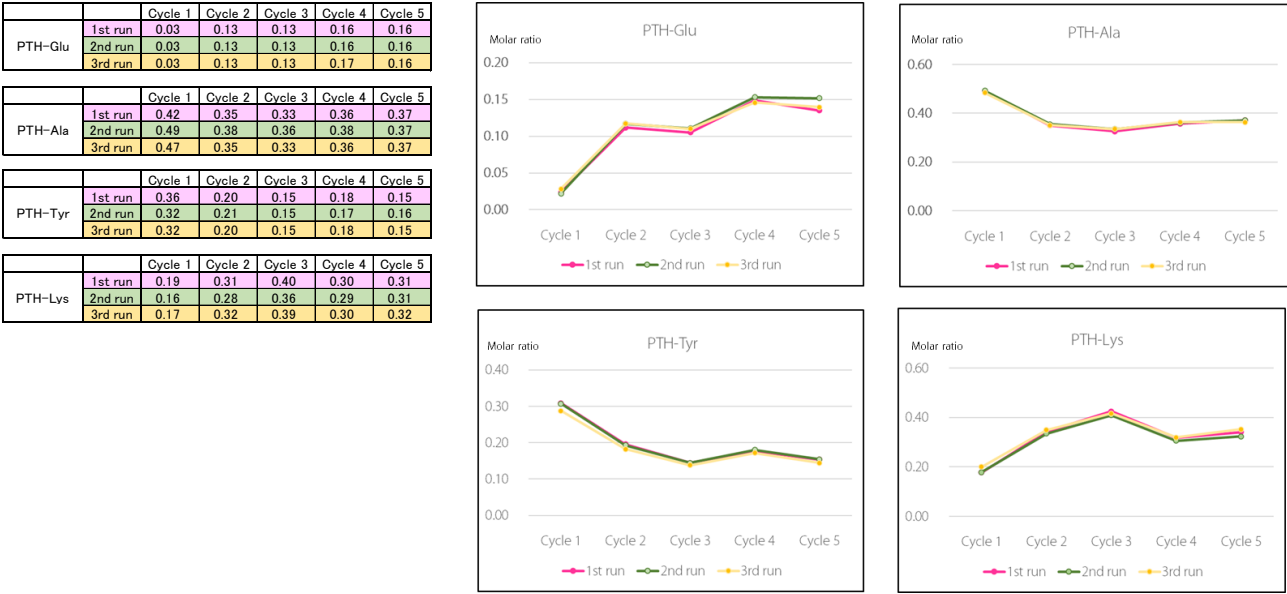 Cycle 1 Cycle 2 Cycle 3 Cycle 4 Cycle 5
PTH-Glu
1st run 0.03 0.13 0.13 0.16 0.16
2nd run 0.03 0.13 0.13 0.16 0.16
3rd run 0.03 0.13 0.13 0.17 0.16
Cycle 1 Cycle 2 Cycle 3 Cycle 4 Cycle 5
PTH-Ala
1st run 0.42 0.35 0.33 0.36 0.37
2nd run 0.49 0.38 0.36 0.38 0.37
3rd run 0.47 0.35 0.33 0.36 0.37
Cycle 1 Cycle 2 Cycle 3 Cycle 4 Cycle 5
PTH-Tyr
1st run 0.36 0.20 0.15 0.18 0.15
2nd run 0.32 0.21 0.15 0.17 0.16
3rd run 0.32 0.20 0.15 0.18 0.15
Cycle 1 Cycle 2 Cycle 3 Cycle 4 Cycle 5
PTH-Lys
1st run 0.19 0.31 0.40 0.30 0.31
2nd run 0.16 0.28 0.36 0.29 0.31
3rd run 0.17 0.32 0.39 0.30 0.32
PTH-Glu
Molar ratio
0.20
0.15
0.10
0.05
0.00
Cycle 1 Cycle 2 Cycle 3 Cycle 4 Cycle 5
1st run 2nd run 3rd run
PTH-Ala
Molar ratio
0.60
0.40
0.20
0.00
Cycle 1 Cycle 2 Cycle 3 Cycle 4 Cycle 5
1st run 2nd run 3rd run
PTH-Tyr
Molar ratio
0.40
0.30
0.20
0.10
0.00
Cycle 1 Cycle 2 Cycle 3 Cycle 4 Cycle 5
1st run 2nd run 3rd run
PTH-Lys
Molar ratio
0.60
0.40
0.20
0.00
Cycle 1 Cycle 2 Cycle 3 Cycle 4 Cycle 5
1st run 2nd run 3rd run